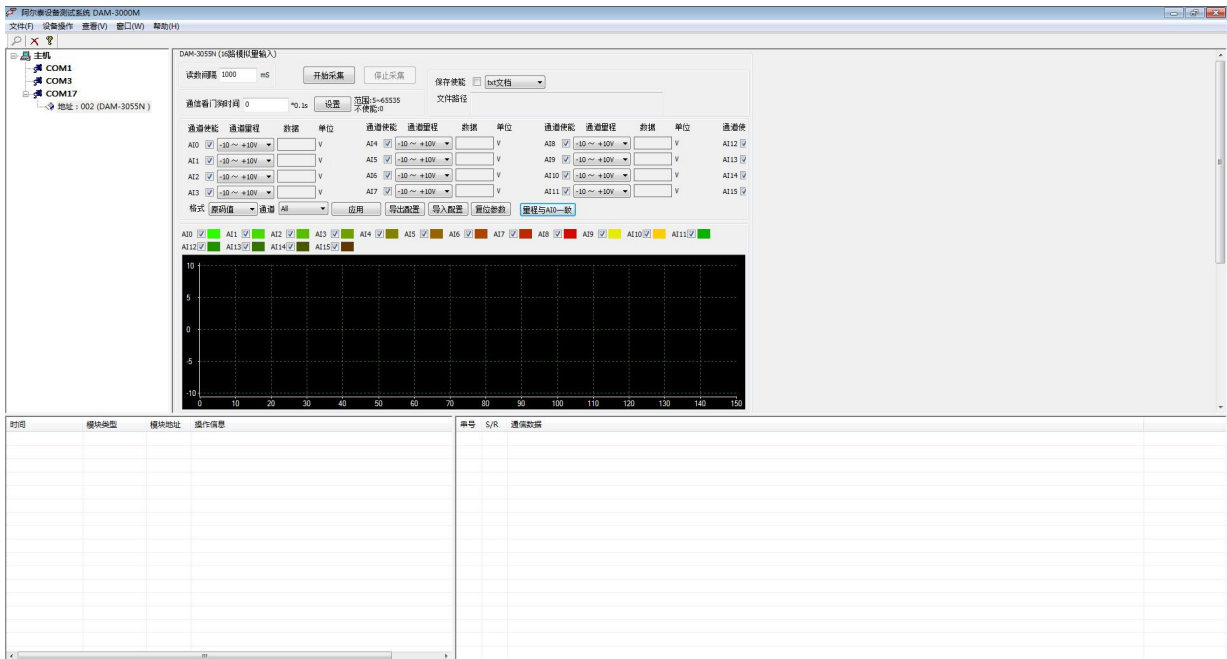 阿尔泰设备测试系统 DAM-3000M
文件(F) 设备操作 查看(V) 窗口(W) 帮助(H)
主机
COM1
COM3
COM17
地址：002 (DAM-3055N )
DAM-3055N (16路模拟量输入)
读数间隔 1000 mS 开始采集 停止采集
保存使能 txt文档
文件路径
通信看门狗时间 0 *0.1s 设置 范围:5~65535
不使能:0
通道使能 通道量程 数据 单位 通道使能 通道量程 数据 单位 通道使能 通道量程 数据 单位 通道使
AI0 -10 ～ +10V V AI4 -10 ～ +10V V AI8 -10 ～ +10V V AI12
AI1 -10 ～ +10V V AI5 -10 ～ +10V V AI9 -10 ～ +10V V AI13
AI2 -10 ～ +10V V AI6 -10 ～ +10V V AI10 -10 ～ +10V V AI14
AI3 -10 ～ +10V V AI7 -10 ～ +10V V AI11 -10 ～ +10V V AI15
格式 原码值 通道 All 应用 导出配置 导入配置 复位参数 量程与AI0一致
AI0 AI1 AI2 AI3 AI4 AI5 AI6 AI7 AI8 AI9 AI10 AI11
AI12 AI13 AI14 AI15
10
5
0
-5
-10
0 10 20 30 40 50 60 70 80 90 100 110 120 130 140 150
时间 模块类型 模块地址 操作信息
串号 S/R 通信数据